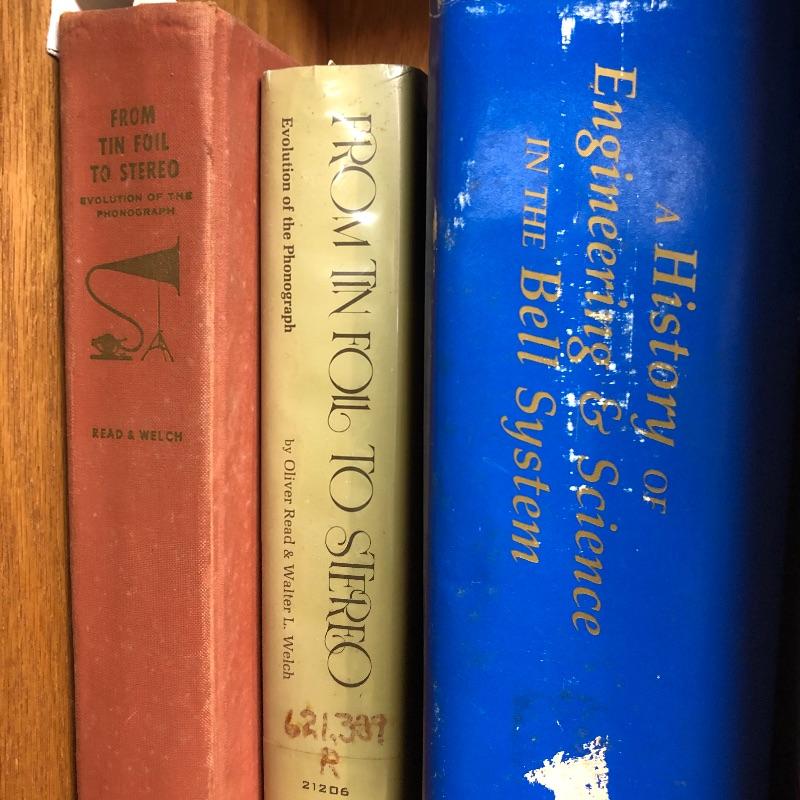 FROM
TIN FOIL
TO STEREO
EVOLUTION OF THE
PHONOGRAPH
READ & WELCH
FROM TIN FOIL TO STEREO
Evolution of the Phonograph
by Oliver Read & Walter L. Welch
621.389
R
21206
A History OF
Engineering & Science
IN THE Bell System